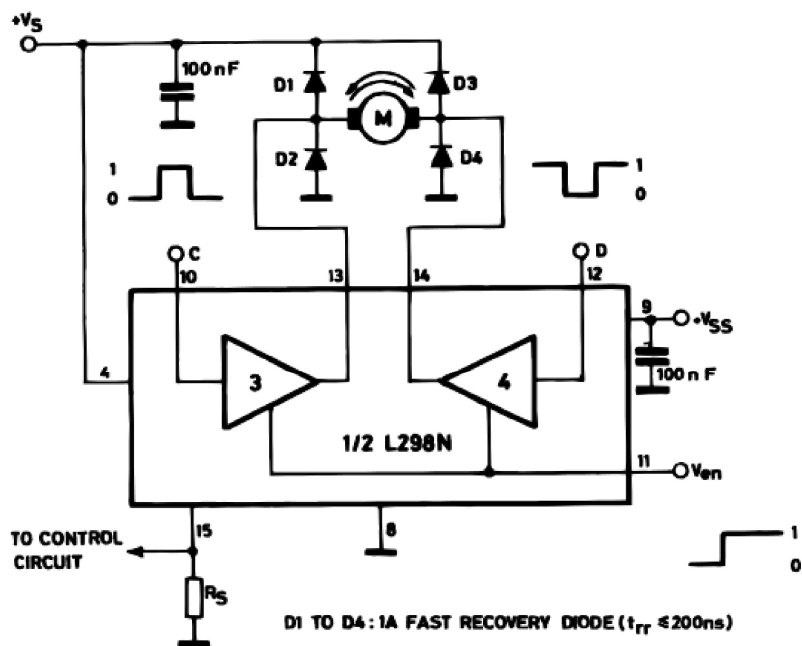 +VS
100nF
D1
D3
M
D2
D4
1
0
1
0
C
D
10
13
14
12
9
+VSS
100nF
4
3
4
1/2 L298N
11
Ven
15
8
TO CONTROL
CIRCUIT
RS
1
0
D1 TO D4: 1A FAST RECOVERY DIODE (trr ≤200ns)